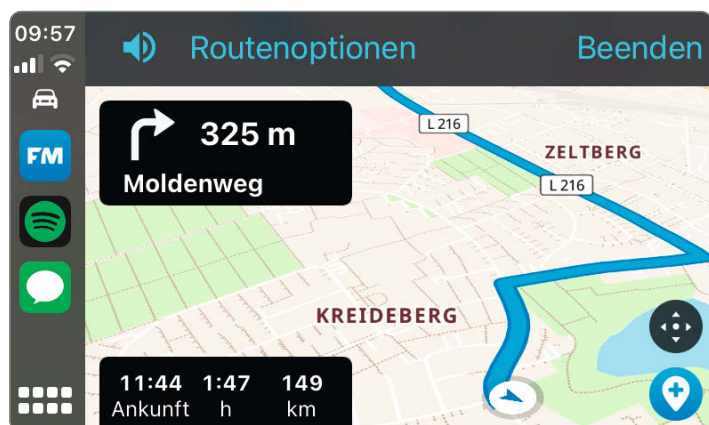 09:57
Routenoptionen
Beenden
FM
325 m
Moldenweg
L 216
ZELTBERG
L 216
KREIDEBERG
11:44 1:47 149
Ankunft h km